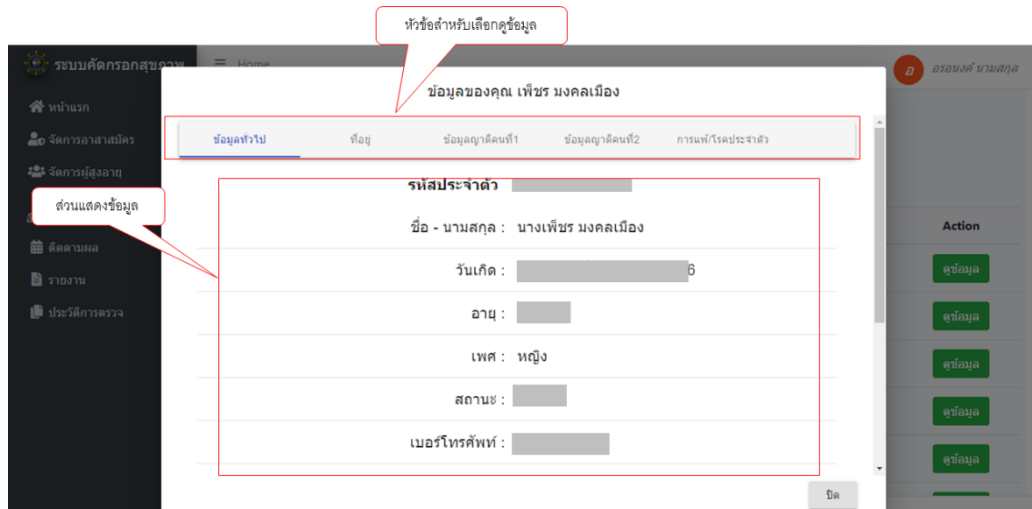 หัวข้อสำหรับเลือกดูข้อมูล
ระบบคัดกรอกสุขภาพ
Home
อ
อรอนงค์ นามสกุล
ข้อมูลของคุณ เพ็ชร มงคลเมือง
หน้าแรก
ข้อมูลทั่วไป ที่อยู่ ข้อมูลญาติคนที่1 ข้อมูลญาติคนที่2 การแพ้/โรคประจำตัว
จัดการอาสาสมัคร
จัดการผู้สูงอายุ
รหัสประจำตัว
ส่วนแสดงข้อมูล
ชื่อ - นามสกุล : นางเพ็ชร มงคลเมือง
Action
ติดตามผล
วันเกิด : 6
ดูข้อมูล
รายงาน
ประวัติการตรวจ
อายุ :
ดูข้อมูล
เพศ : หญิง
ดูข้อมูล
สถานะ :
ดูข้อมูล
เบอร์โทรศัพท์ :
ดูข้อมูล
ปิด